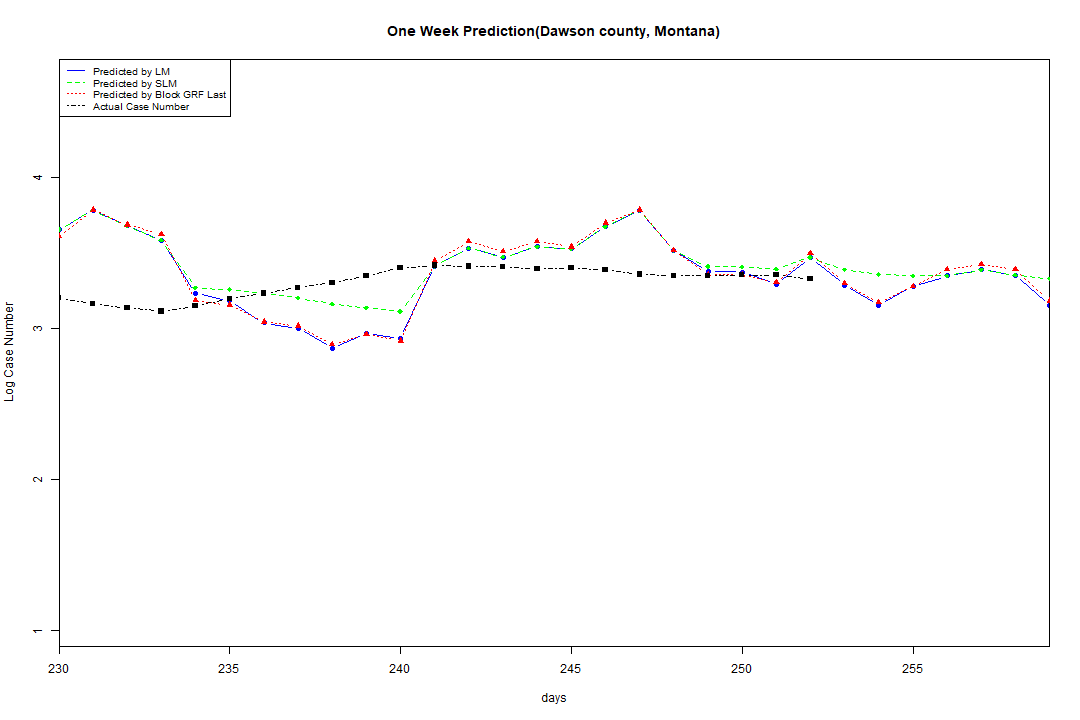 One Week Prediction(Dawson county, Montana)
Predicted by LM
Predicted by SLM
Predicted by Block GRF Last
Actual Case Number
4
3
2
1
Log Case Number
230 235 240 245 250 255
days